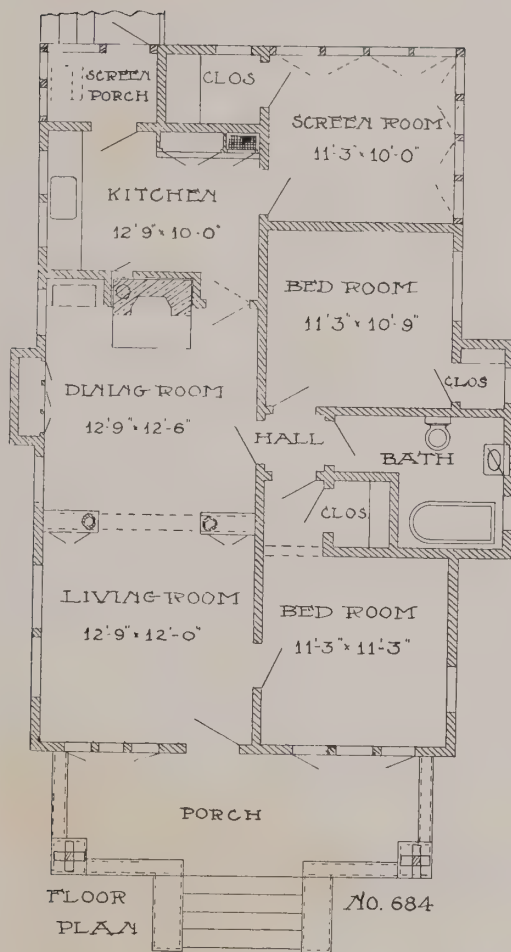 SCREEN
PORCH
CLOS
SCREEN ROOM
11'-3" x 10'-0"
KITCHEN
12'9" x 10-0"
BED ROOM
11'3" x 10'-9"
CLOS
DINING ROOM
12'-9" x 12'-6"
HALL
BATH
CLOS.
LIVING ROOM
12'-9" x 12'-0"
BED ROOM
11'-3" x 11'-3"
PORCH
FLOOR
PLAN
NO. 684